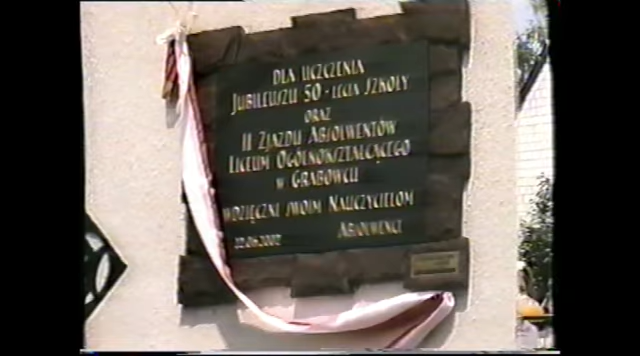 DLA UCZCZENIA
JUBILEUSZU 50-LECIA SZKOŁY
ORAZ
II ZJAZDU ABSOLWENTÓW
LICEUM OGÓLNOKSZTAŁCĄCEGO
W GRABOWCU
WDZIĘCZNI SWOIM NAUCZYCIELOM
ABSOLWENCI